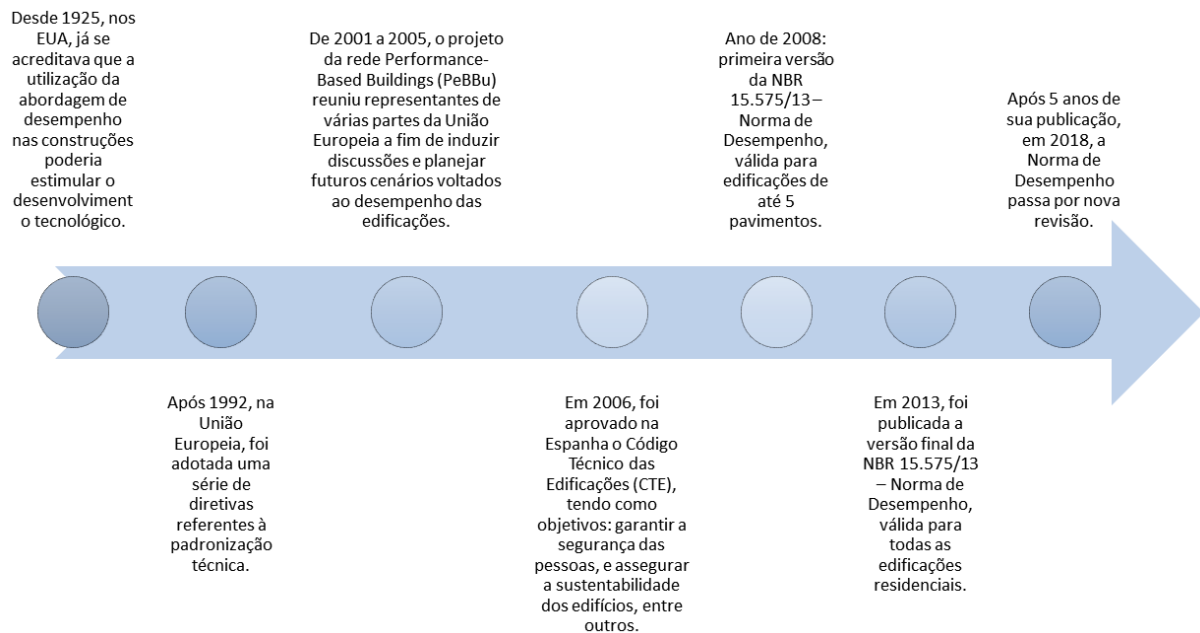 Desde 1925, nos
EUA, já se
acreditava que a
utilização da
abordagem de
desempenho
nas construções
poderia
estimular o
desenvolviment
o tecnológico.
Após 1992, na
União
Europeia, foi
adotada uma
série de
diretivas
referentes à
padronização
técnica.
De 2001 a 2005, o projeto
da rede Performance-
Based Buildings (PeBBu)
reuniu representantes de
várias partes da União
Europeia a fim de induzir
discussões e planejar
futuros cenários voltados
ao desempenho das
edificações.
Em 2006, foi
aprovado na
Espanha o Código
Técnico das
Edificações (CTE),
tendo como
objetivos: garantir a
segurança das
pessoas, e assegurar
a sustentabilidade
dos edifícios, entre
outros.
Ano de 2008:
primeira versão
da NBR
15.575/13 –
Norma de
Desempenho,
válida para
edificações de
até 5
pavimentos.
Em 2013, foi
publicada a
versão final da
NBR 15.575/13
– Norma de
Desempenho,
válida para
todas as
edificações
residenciais.
Após 5 anos de
sua publicação,
em 2018, a
Norma de
Desempenho
passa por nova
revisão.